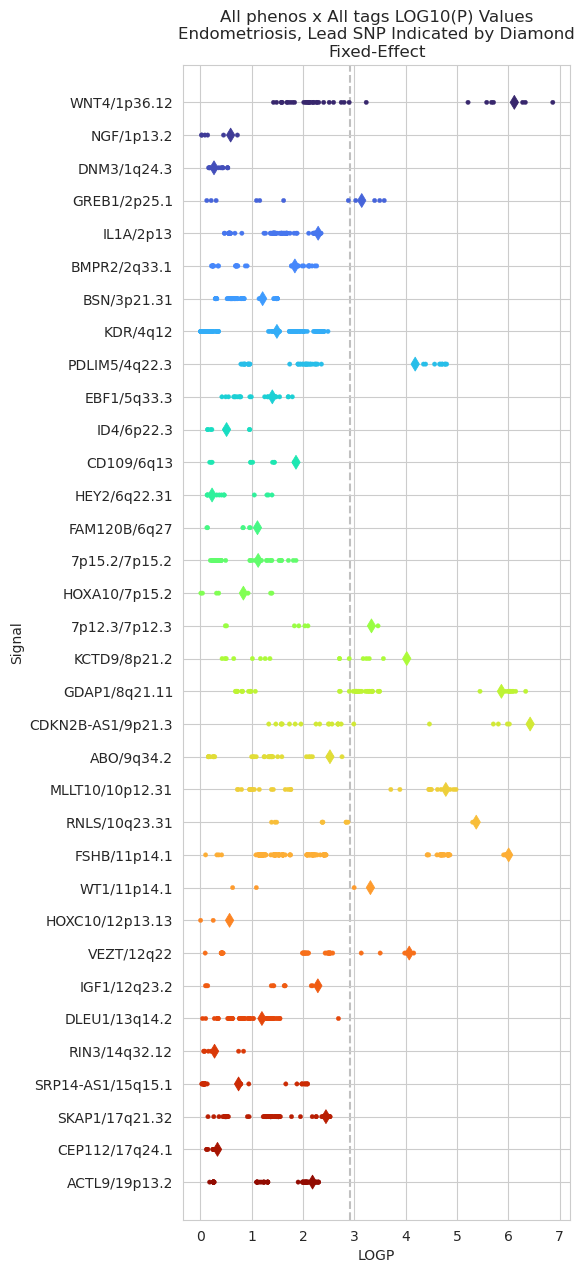 All phenos x All tags LOG10(P) Values
Endometriosis, Lead SNP Indicated by Diamond
Fixed-Effect
Signal
WNT4/1p36.12
NGF/1p13.2
DNM3/1q24.3
GREB1/2p25.1
IL1A/2p13
BMPR2/2q33.1
BSN/3p21.31
KDR/4q12
PDLIM5/4q22.3
EBF1/5q33.3
ID4/6p22.3
CD109/6q13
HEY2/6q22.31
FAM120B/6q27
7p15.2/7p15.2
HOXA10/7p15.2
7p12.3/7p12.3
KCTD9/8p21.2
GDAP1/8q21.11
CDKN2B-AS1/9p21.3
ABO/9q34.2
MLLT10/10p12.31
RNLS/10q23.31
FSHB/11p14.1
WT1/11p14.1
HOXC10/12p13.13
VEZT/12q22
IGF1/12q23.2
DLEU1/13q14.2
RIN3/14q32.12
SRP14-AS1/15q15.1
SKAP1/17q21.32
CEP112/17q24.1
ACTL9/19p13.2
0 1 2 3 4 5 6 7
LOGP